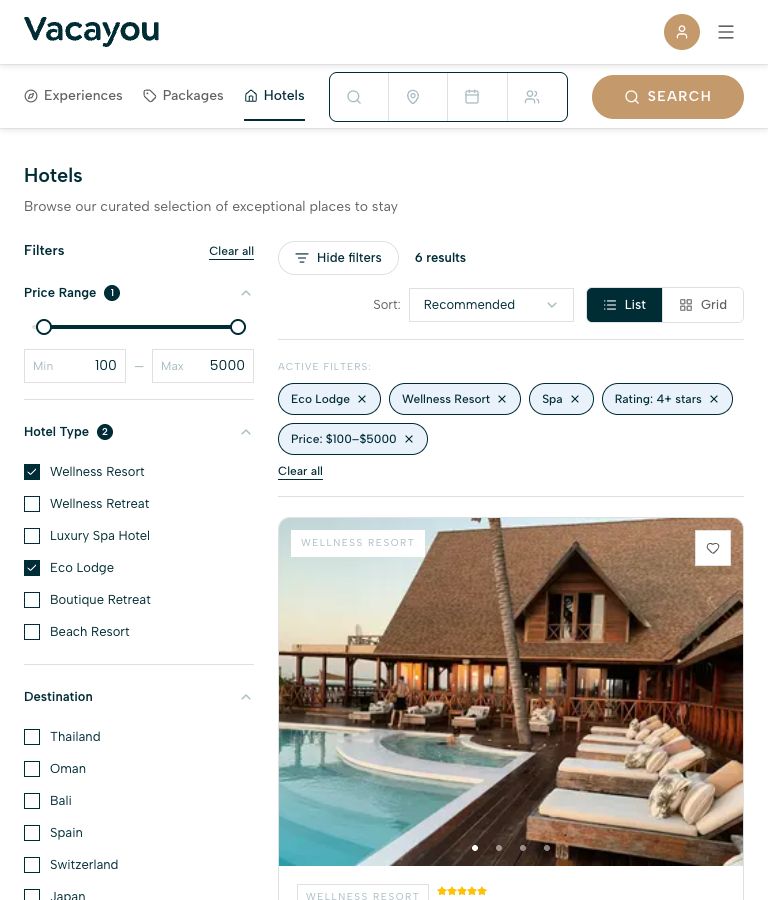 Vacayou
Experiences
Packages
Hotels
SEARCH
Hotels
Browse our curated selection of exceptional places to stay
Filters
Clear all
Hide filters
6 results
Price Range 1
Sort:
Recommended
List
Grid
Min 100 – Max 5000
ACTIVE FILTERS:
Eco Lodge
Wellness Resort
Spa
Rating: 4+ stars
Price: $100–$5000
Clear all
Hotel Type 2
Wellness Resort
Wellness Retreat
Luxury Spa Hotel
Eco Lodge
Boutique Retreat
Beach Resort
Destination
Thailand
Oman
Bali
Spain
Switzerland
Japan
WELLNESS RESORT
WELLNESS RESORT